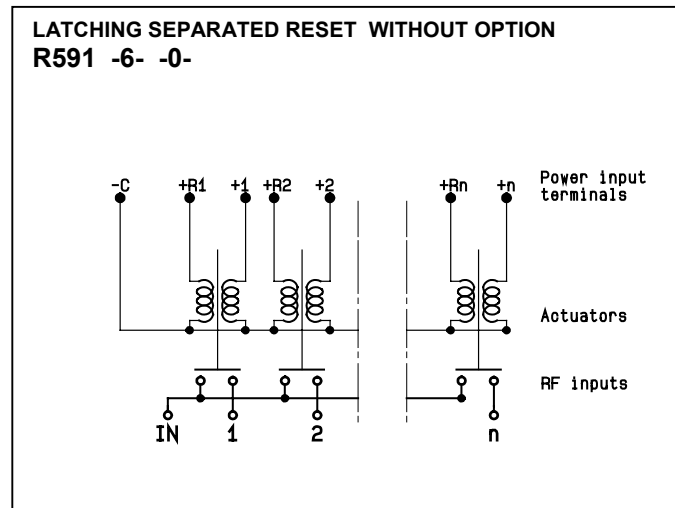 LATCHING SEPARATED RESET WITHOUT OPTION
R591 -6- -0-
-C +R1 +1 +R2 +2 +Rn +n Power input
terminals
Actuators
RF inputs
IN 1 2 n